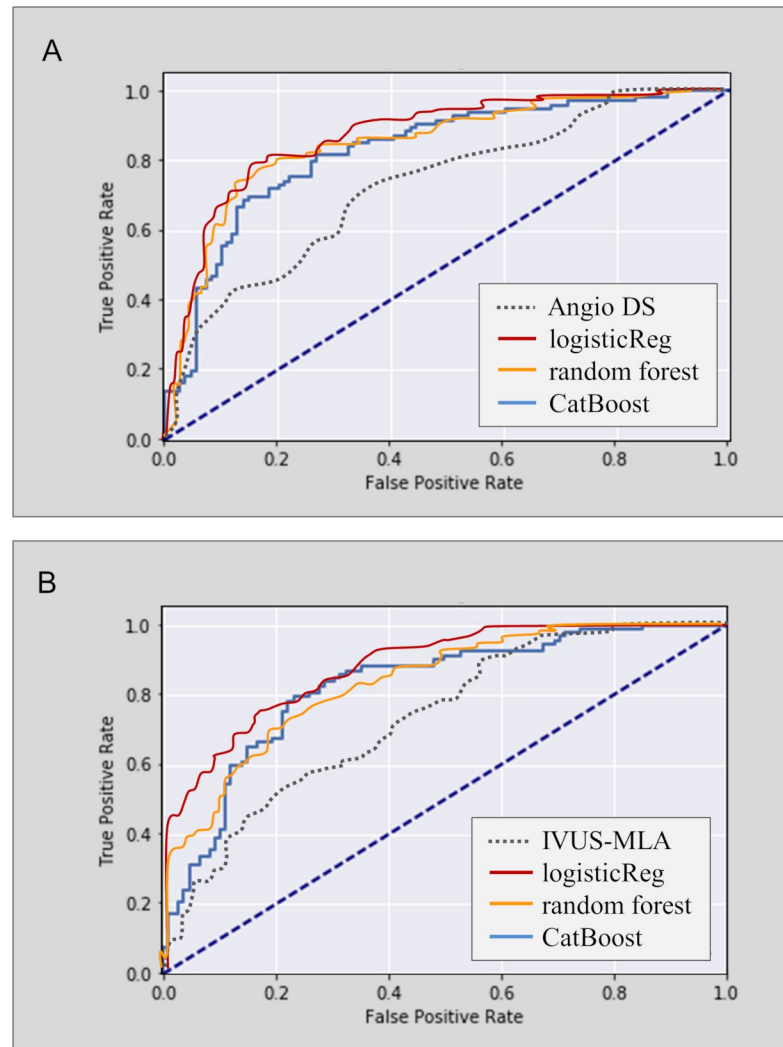 A
1.0
0.8
0.6
0.4
0.2
0.0
True Positive Rate
Angio DS
logisticReg
random forest
CatBoost
0.0 0.2 0.4 0.6 0.8 1.0
False Positive Rate
B
1.0
0.8
0.6
0.4
0.2
0.0
True Positive Rate
IVUS-MLA
logisticReg
random forest
CatBoost
0.0 0.2 0.4 0.6 0.8 1.0
False Positive Rate